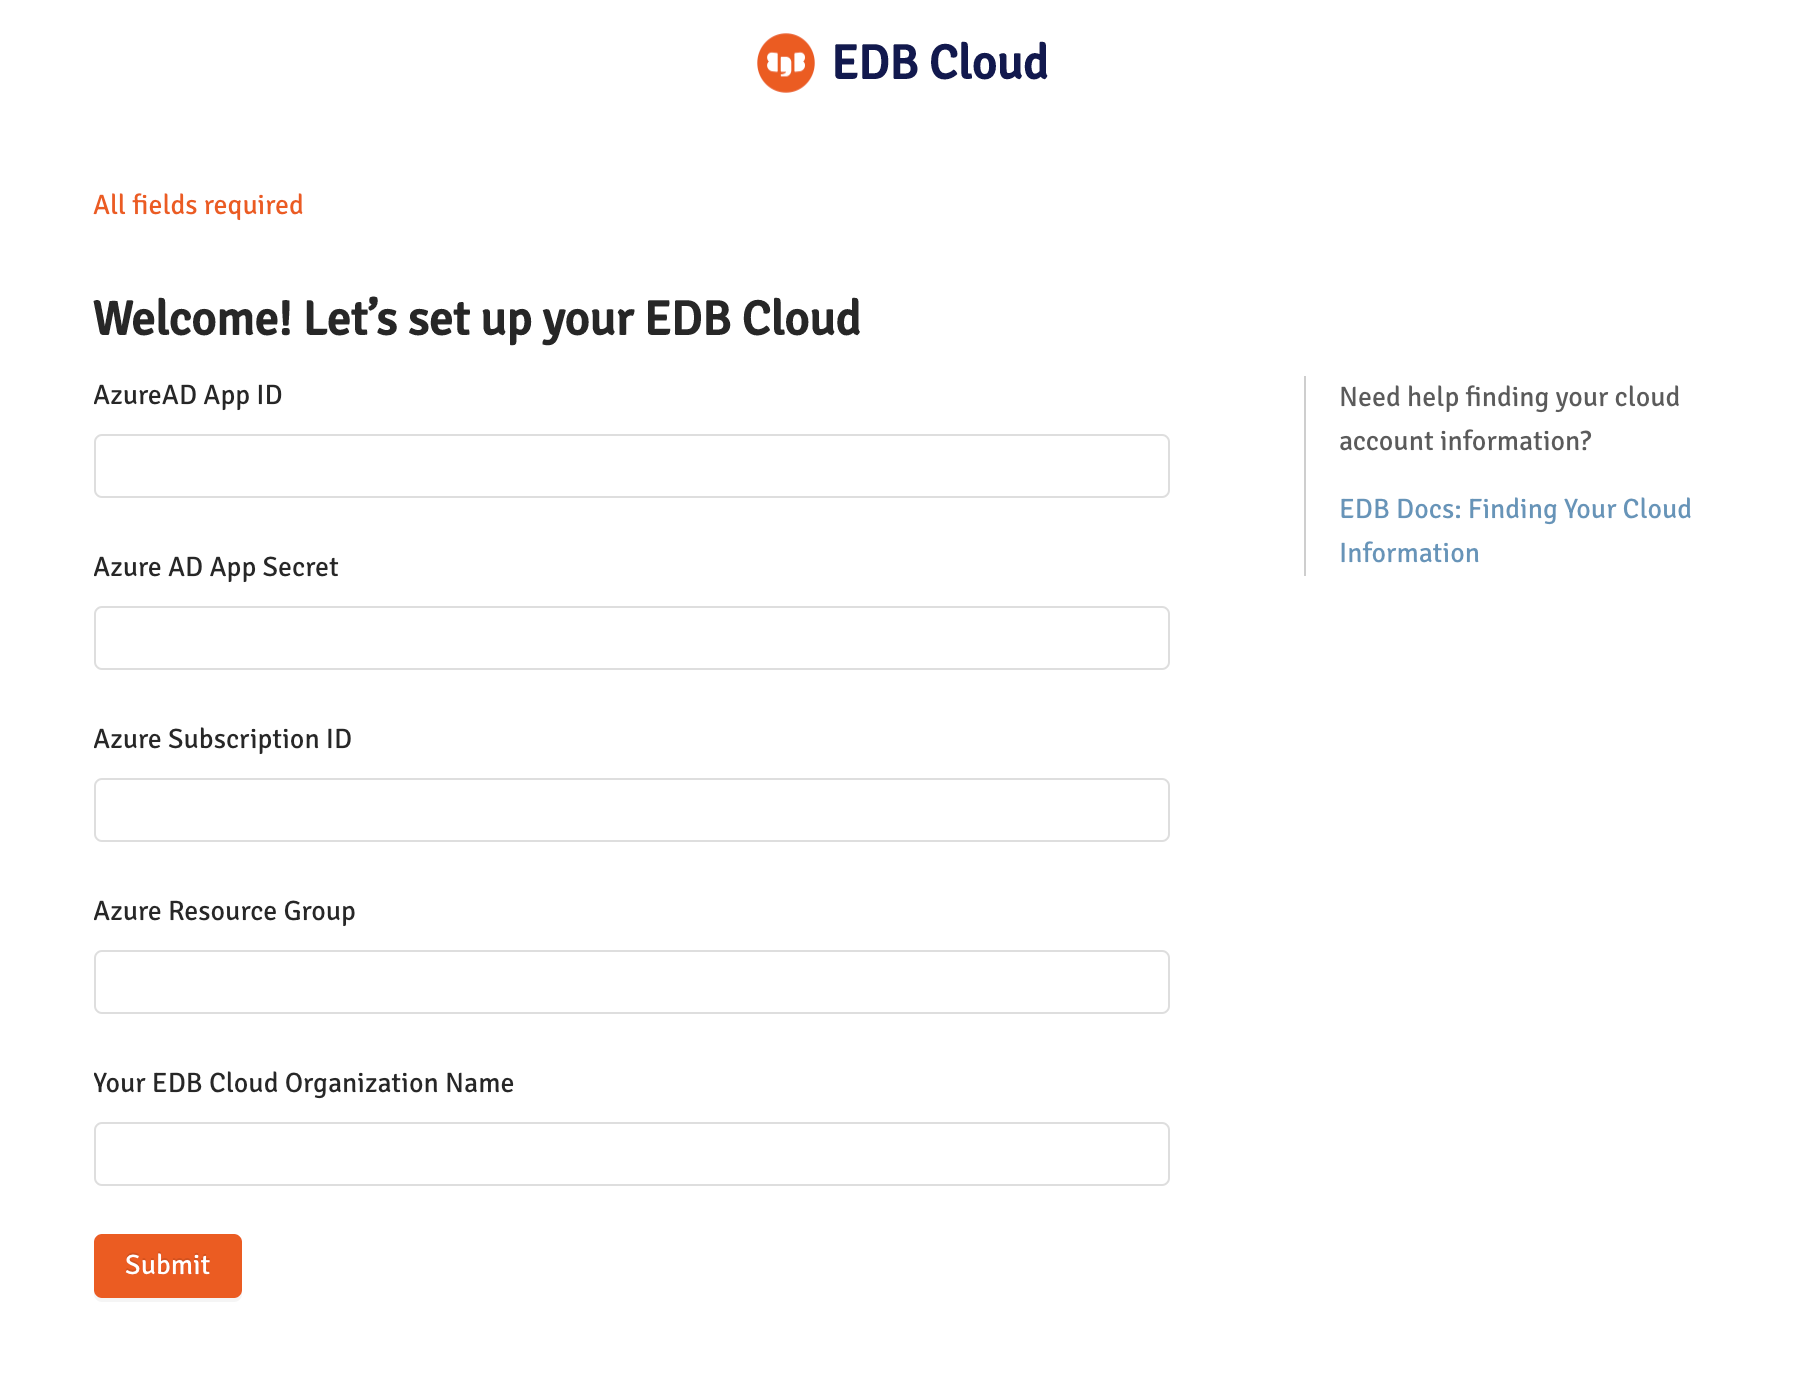 EDB Cloud
All fields required
Welcome! Let’s set up your EDB Cloud
AzureAD App ID
Azure AD App Secret
Azure Subscription ID
Azure Resource Group
Your EDB Cloud Organization Name
Submit
Need help finding your cloud
account information?
EDB Docs: Finding Your Cloud
Information